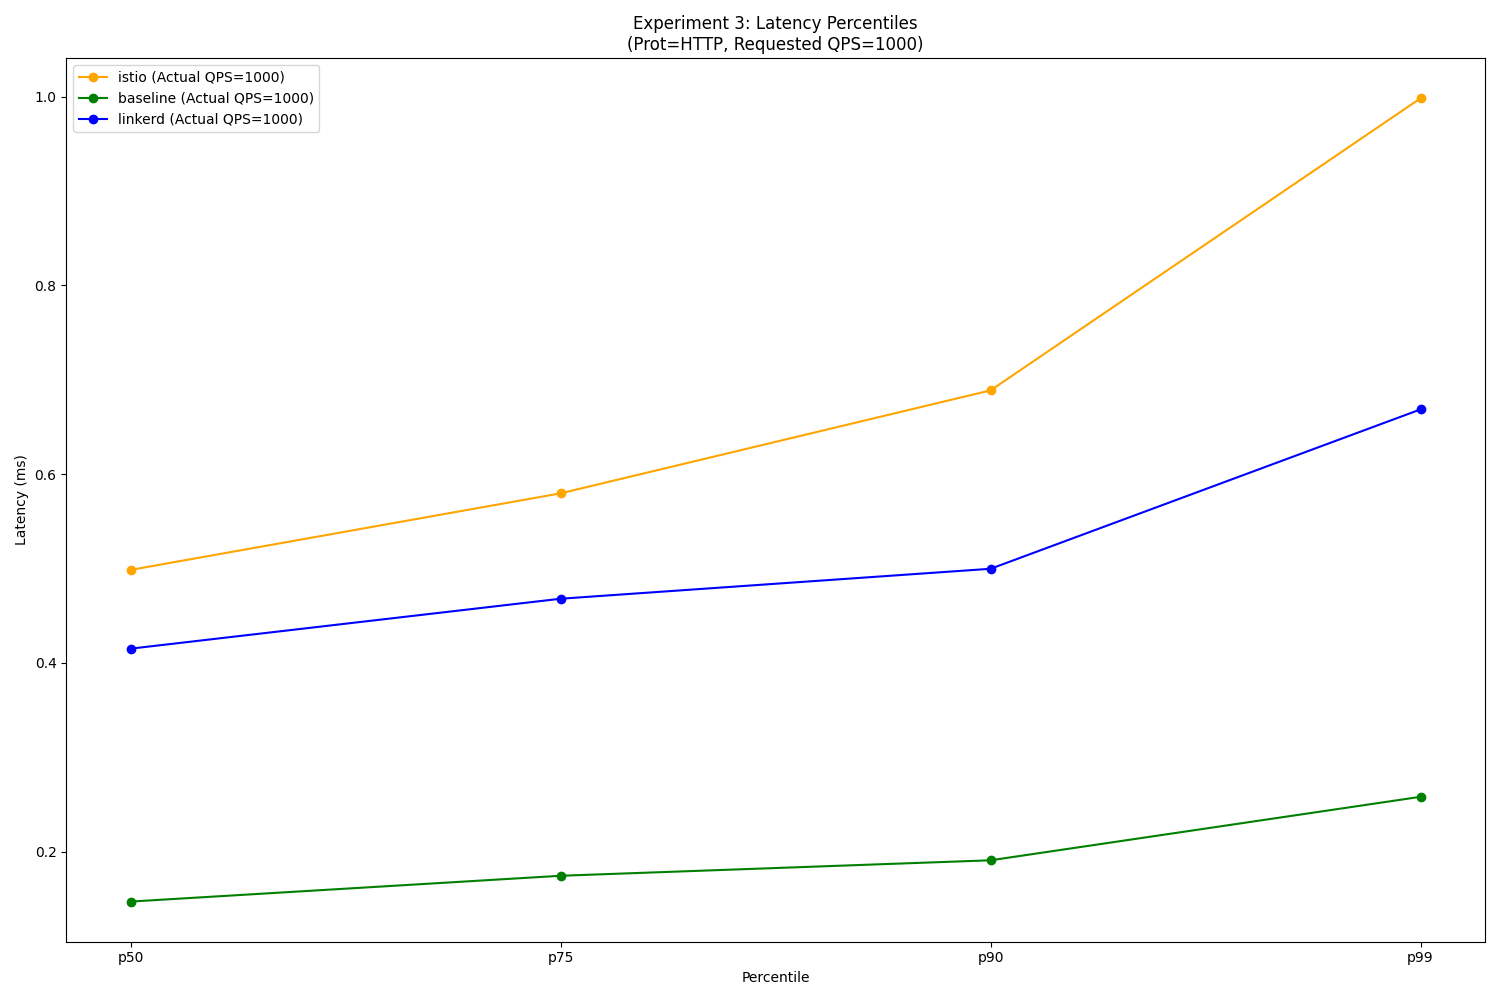 Experiment 3: Latency Percentiles
(Prot=HTTP, Requested QPS=1000)
istio (Actual QPS=1000)
baseline (Actual QPS=1000)
linkerd (Actual QPS=1000)
1.0
0.8
0.6
0.4
0.2
Latency (ms)
p50
p75
p90
p99
Percentile